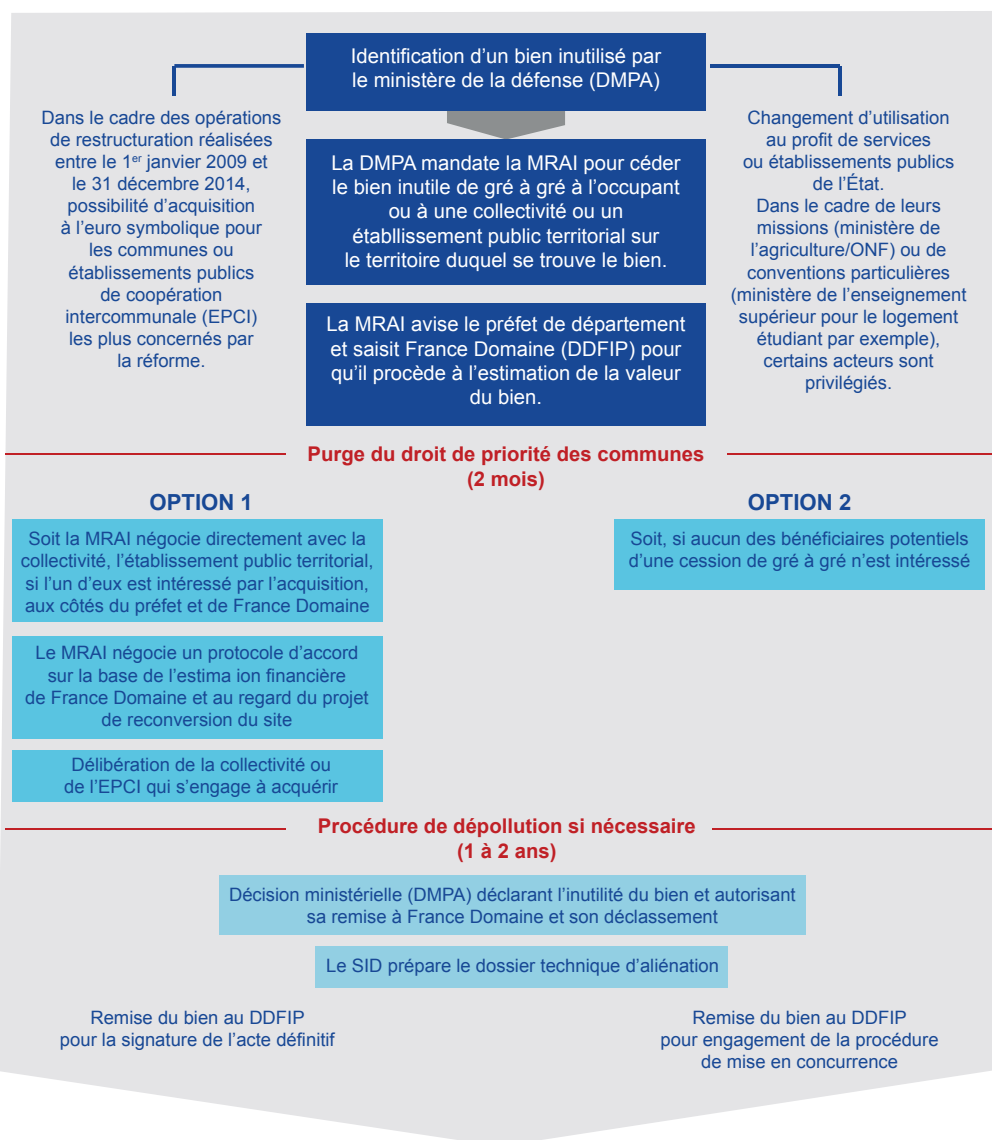 Identification d’un bien inutilisé par
le ministère de la défense (DMPA)
Dans le cadre des opérations
de restructuration réalisées
entre le 1er janvier 2009 et
le 31 décembre 2014,
possibilité d’acquisition
à l’euro symbolique pour
les communes ou
établissements publics
de coopération
intercommunale (EPCI)
les plus concernés par
la réforme.
La DMPA mandate la MRAI pour céder
le bien inutile de gré à gré à l’occupant
ou à une collectivité ou un
établlissement public territorial sur
le territoire duquel se trouve le bien.
La MRAI avise le préfet de département
et saisit France Domaine (DDFIP) pour
qu’il procède à l’estimation de la valeur
du bien.
Changement d’utilisation
au profit de services
ou établissements publics
de l’État.
Dans le cadre de leurs
missions (ministère de
l’agriculture/ONF) ou de
conventions particulières
(ministère de l’enseignement
supérieur pour le logement
étudiant par exemple),
certains acteurs sont
privilégiés.
Purge du droit de priorité des communes
(2 mois)
OPTION 1
Soit la MRAI négocie directement avec la
collectivité, l’établissement public territorial,
si l’un d’eux est intéressé par l’acquisition,
aux côtés du préfet et de France Domaine
Le MRAI négocie un protocole d’accord
sur la base de l’estima ion financière
de France Domaine et au regard du projet
de reconversion du site
Délibération de la collectivité ou
de l’EPCI qui s’engage à acquérir
OPTION 2
Soit, si aucun des bénéficiaires potentiels
d’une cession de gré à gré n’est intéressé
Procédure de dépollution si nécessaire
(1 à 2 ans)
Décision ministérielle (DMPA) déclarant l’inutilité du bien et autorisant
sa remise à France Domaine et son déclassement
Le SID prépare le dossier technique d’aliénation
Remise du bien au DDFIP
pour la signature de l’acte définitif
Remise du bien au DDFIP
pour engagement de la procédure
de mise en concurrence